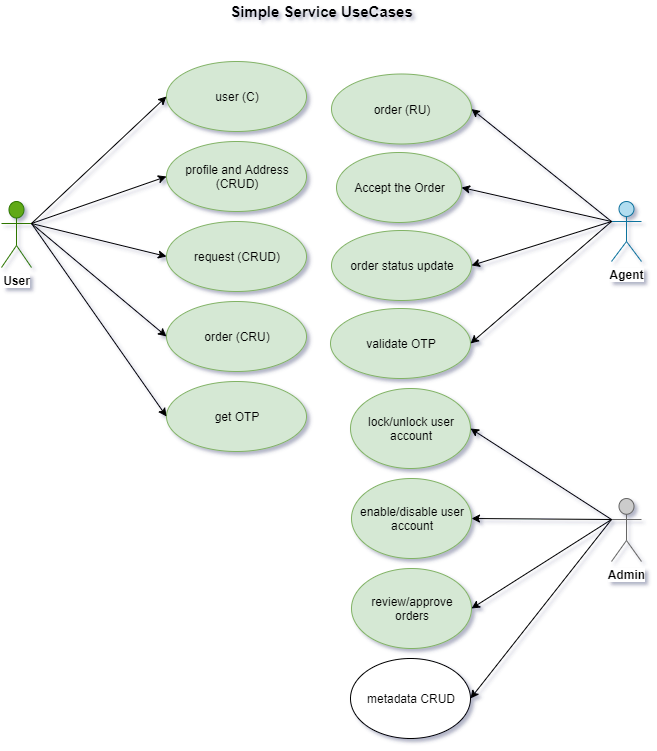 Simple Service UseCases
user (C)
profile and Address
(CRUD)
request (CRUD)
order (CRU)
get OTP
User
order (RU)
Accept the Order
order status update
validate OTP
Agent
lock/unlock user
account
enable/disable user
account
review/approve
orders
metadata CRUD
Admin